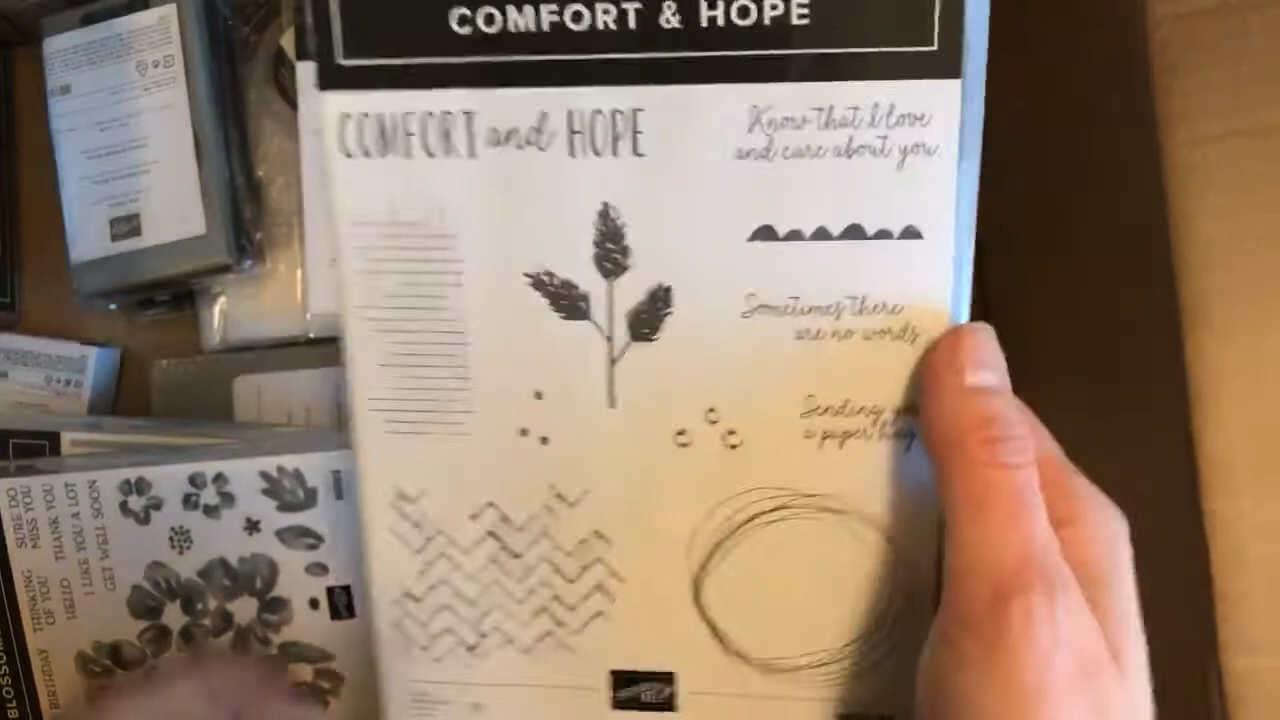 COMFORT & HOPE
COMFORT and HOPE
Know that I love
and care about you.
Sometimes there
are no words.
Sending
a paper hug
SURE DO
MISS YOU
THANK YOU
I LIKE YOU A LOT
GET WELL SOON
THINKING
OF YOU
HELLO
BIRTHDAY